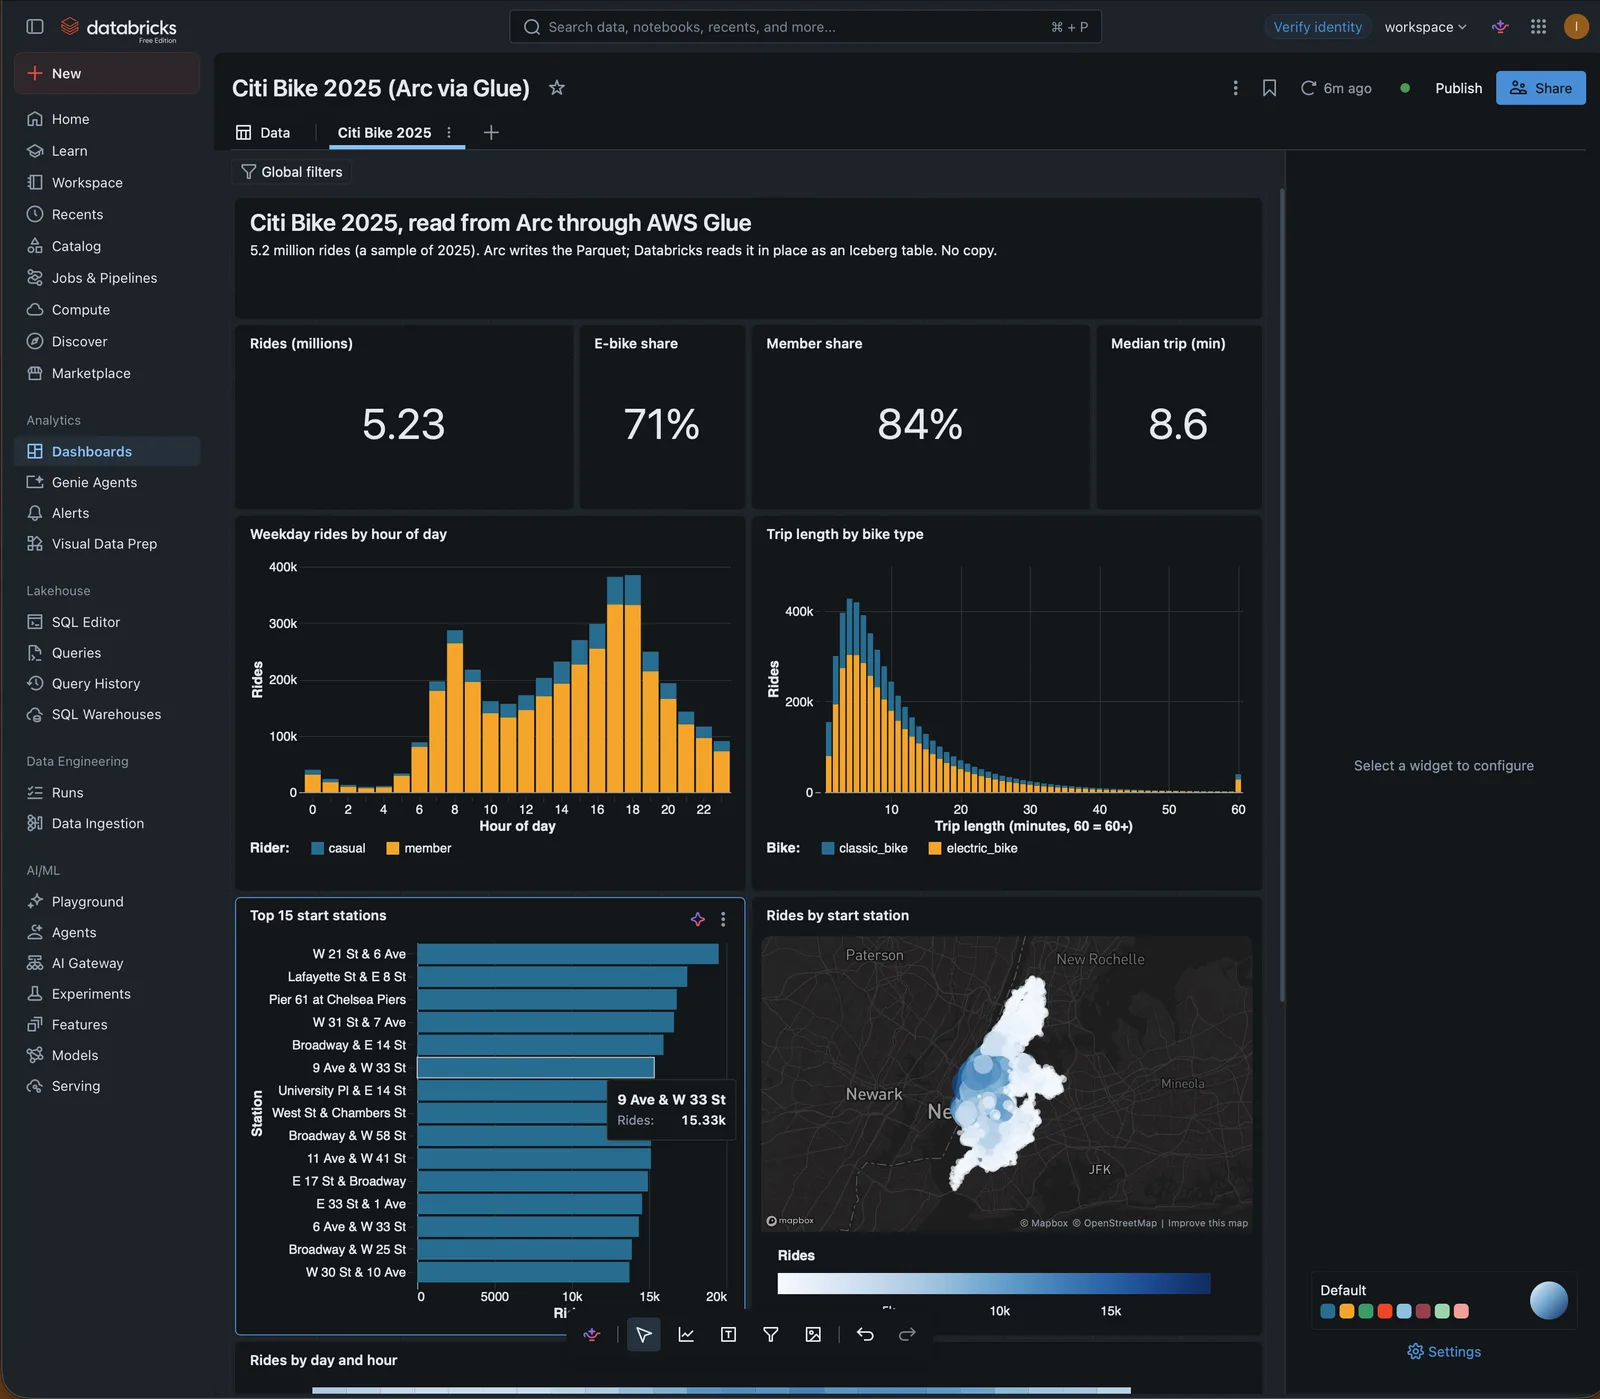 databricks
Free Edition
Search data, notebooks, recents, and more...
⌘ + P
Verify identity
workspace
I
New
Home
Learn
Workspace
Recents
Catalog
Jobs & Pipelines
Compute
Discover
Marketplace
Analytics
Dashboards
Genie Agents
Alerts
Visual Data Prep
Lakehouse
SQL Editor
Queries
Query History
SQL Warehouses
Data Engineering
Runs
Data Ingestion
AI/ML
Playground
Agents
AI Gateway
Experiments
Features
Models
Serving
Citi Bike 2025 (Arc via Glue)
6m ago
Publish
Share
Data
Citi Bike 2025
Global filters
Citi Bike 2025, read from Arc through AWS Glue
5.2 million rides (a sample of 2025). Arc writes the Parquet; Databricks reads it in place as an Iceberg table. No copy.
Rides (millions)
5.23
E-bike share
71%
Member share
84%
Median trip (min)
8.6
Weekday rides by hour of day
400k
300k
200k
100k
0
Rides
0 2 4 6 8 10 12 14 16 18 20 22
Hour of day
Rider: casual member
Trip length by bike type
400k
200k
0
Rides
10 20 30 40 50 60
Trip length (minutes, 60 = 60+)
Bike: classic_bike electric_bike
Top 15 start stations
Station
W 21 St & 6 Ave
Lafayette St & E 8 St
Pier 61 at Chelsea Piers
W 31 St & 7 Ave
Broadway & E 14 St
9 Ave & W 33 St
University Pl & E 14 St
West St & Chambers St
Broadway & W 58 St
11 Ave & W 41 St
E 17 St & Broadway
E 33 St & 1 Ave
6 Ave & W 33 St
Broadway & W 25 St
W 30 St & 10 Ave
9 Ave & W 33 St
Rides: 15.33k
0 5000 10k 15k 20k
Rides by start station
Paterson
New Rochelle
Newark
Ne
Mineola
JFK
mapbox
© Mapbox © OpenStreetMap | Improve this map
Rides
10k 15k
Rides by day and hour
Select a widget to configure
Default
Settings